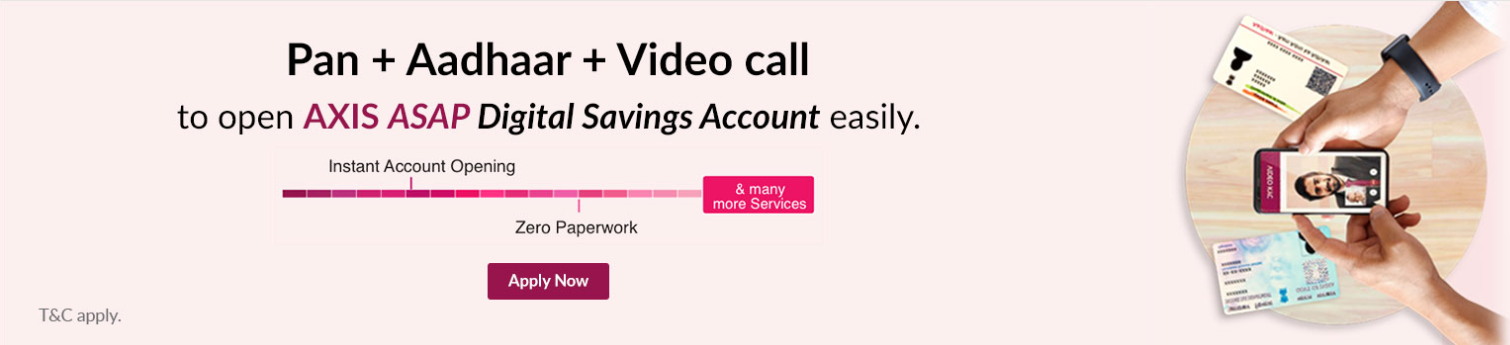 Pan + Aadhaar + Video call
to open AXIS ASAP Digital Savings Account easily.
Instant Account Opening
& many
more Services
Zero Paperwork
Apply Now
T&C apply.
VIDEO KYC